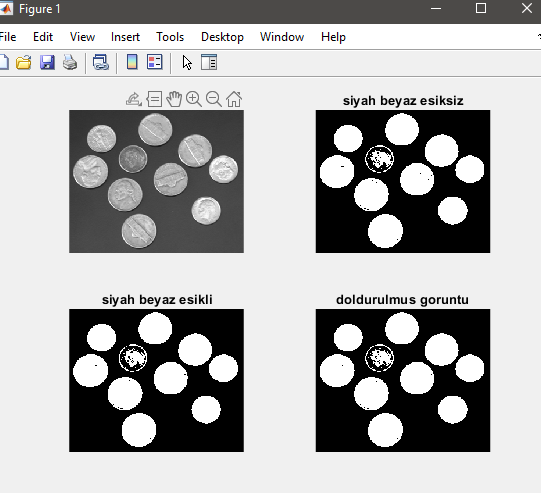 Figure 1
File Edit View Insert Tools Desktop Window Help
siyah beyaz esiksiz
siyah beyaz esikli
doldurulmus goruntu